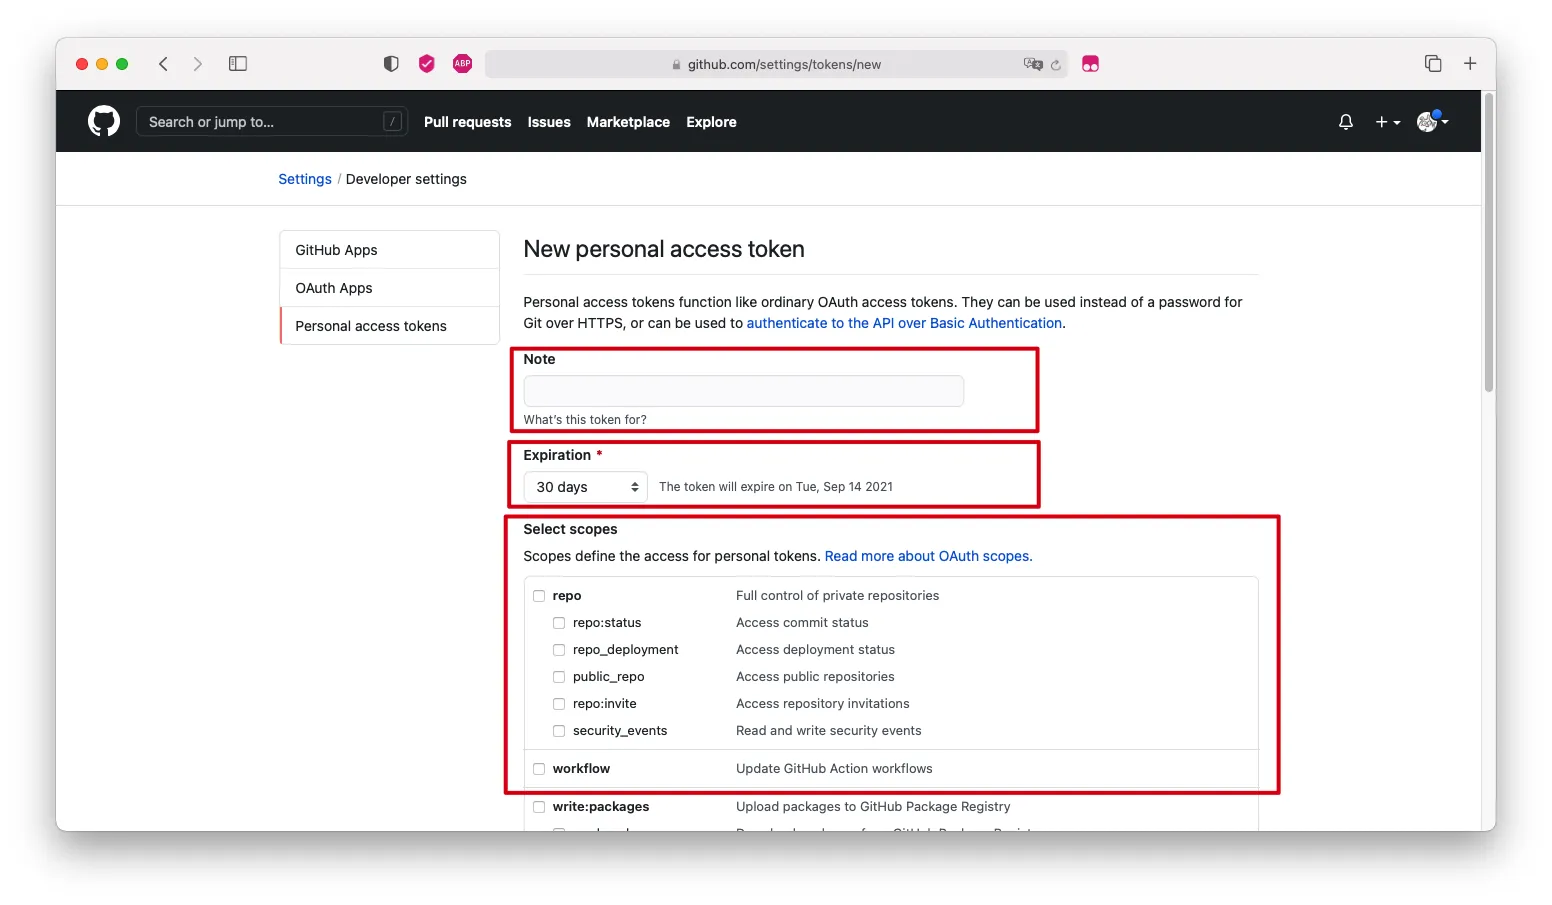 ABP
github.com/settings/tokens/new
Search or jump to... /
Pull requests Issues Marketplace Explore
Settings / Developer settings
GitHub Apps
OAuth Apps
Personal access tokens
New personal access token
Personal access tokens function like ordinary OAuth access tokens. They can be used instead of a password for
Git over HTTPS, or can be used to authenticate to the API over Basic Authentication.
Note
What's this token for?
Expiration *
30 days The token will expire on Tue, Sep 14 2021
Select scopes
Scopes define the access for personal tokens. Read more about OAuth scopes.
repo Full control of private repositories
repo:status Access commit status
repo_deployment Access deployment status
public_repo Access public repositories
repo:invite Access repository invitations
security_events Read and write security events
workflow Update GitHub Action workflows
write:packages Upload packages to GitHub Package Registry